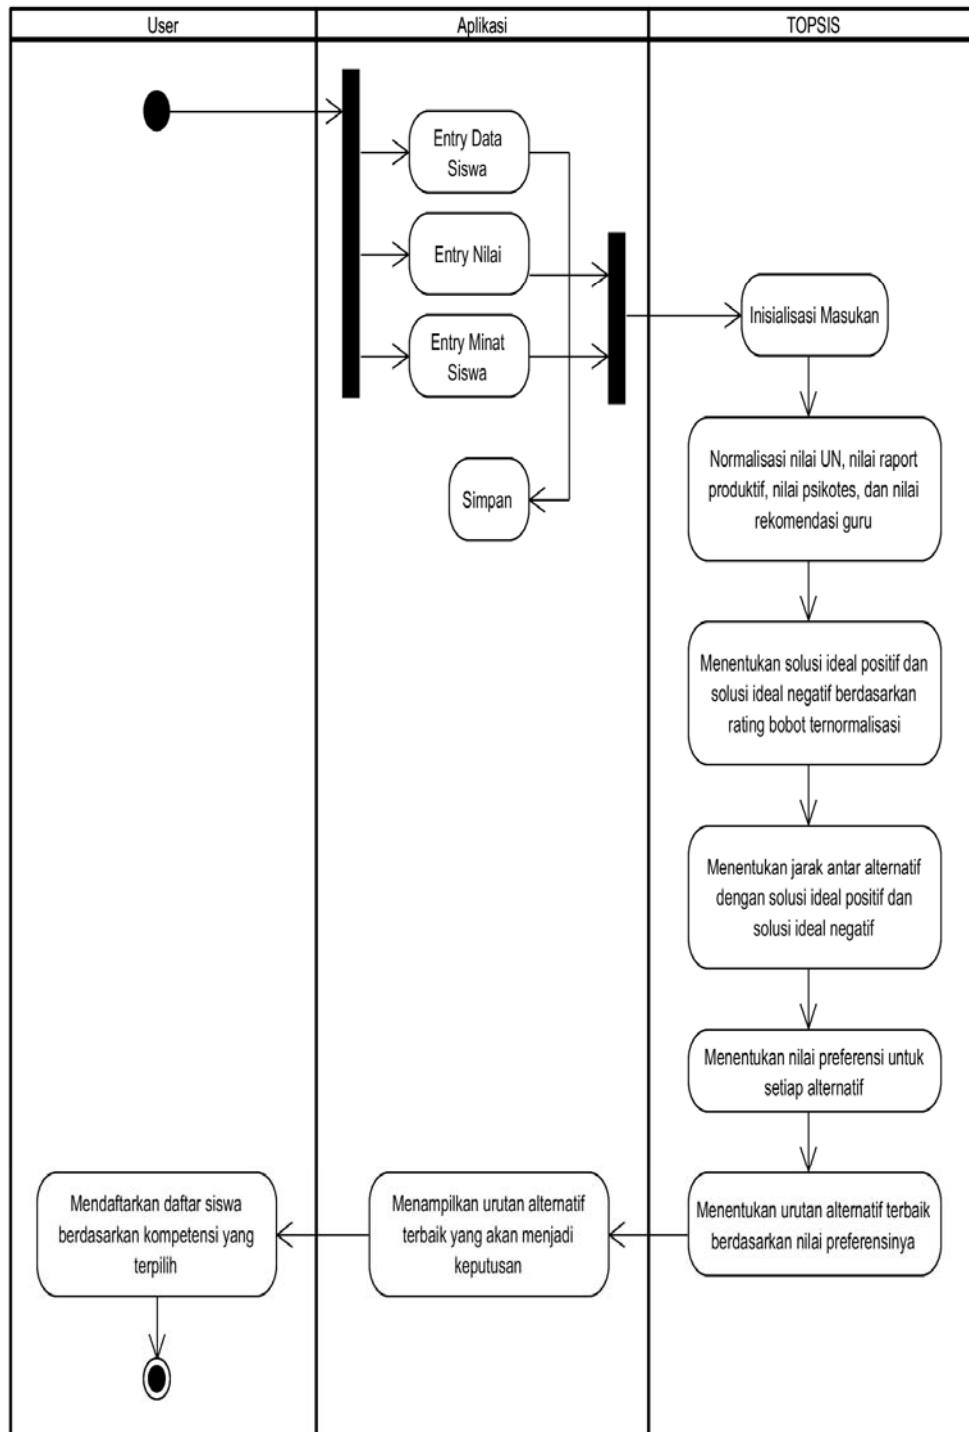 User
Aplikasi
TOPSIS
Entry Data
Siswa
Entry Nilai
Entry Minat
Siswa
Simpan
Inisialisasi Masukan
Normalisasi nilai UN, nilai raport
produktif, nilai psikotes, dan nilai
rekomendasi guru
Menentukan solusi ideal positif dan
solusi ideal negatif berdasarkan
rating bobot ternormalisasi
Menentukan jarak antar alternatif
dengan solusi ideal positif dan
solusi ideal negatif
Menentukan nilai preferensi untuk
setiap alternatif
Menentukan urutan alternatif terbaik
berdasarkan nilai preferensinya
Menampilkan urutan alternatif
terbaik yang akan menjadi
keputusan
Mendaftarkan daftar siswa
berdasarkan kompetensi yang
terpilih